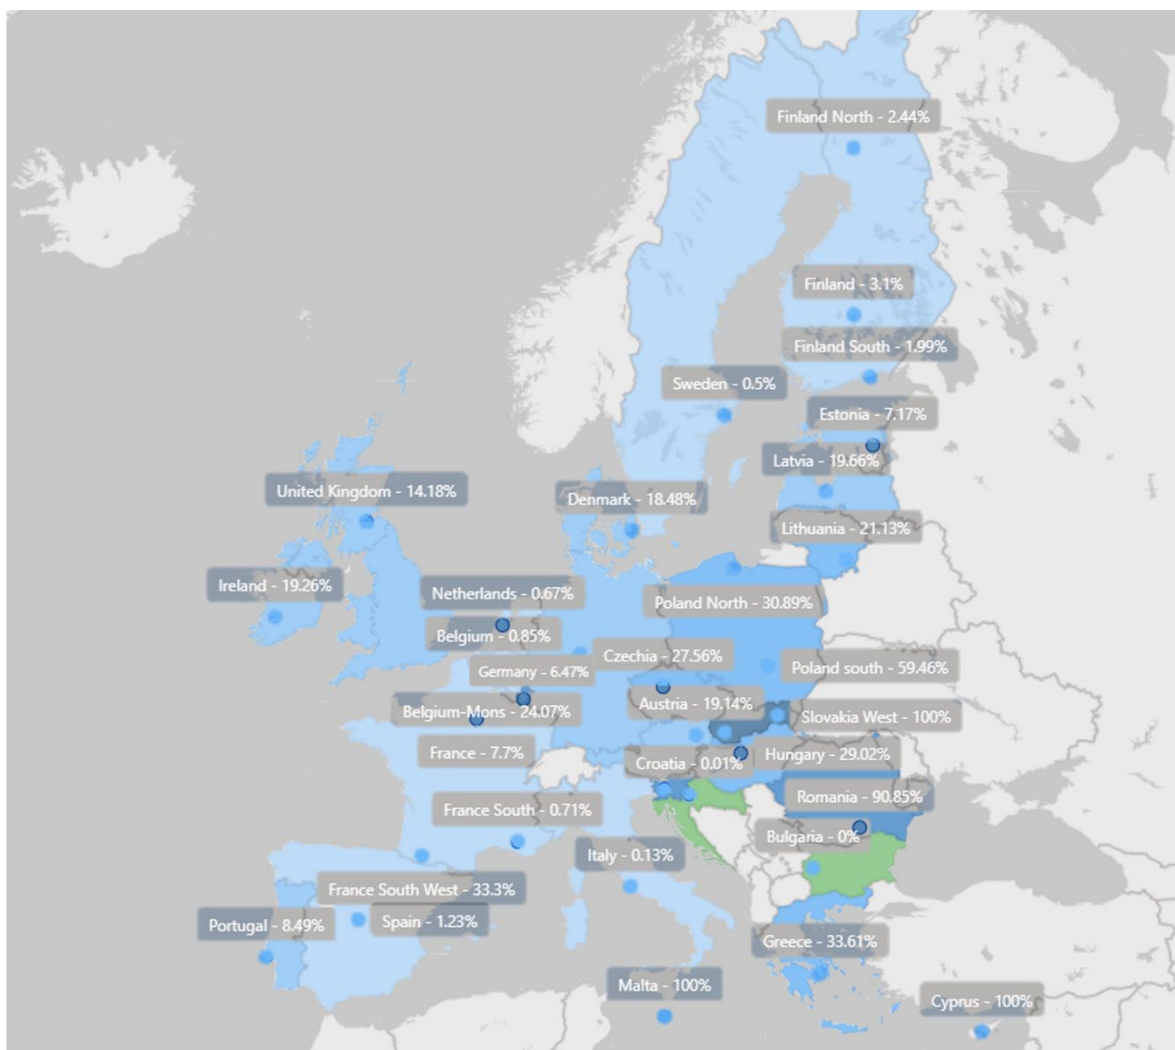 Finland North - 2.44%
Finland - 3.1%
Finland South - 1.99%
Sweden - 0.5%
Estonia - 7.17%
Latvia - 19.66%
United Kingdom - 14.18%
Denmark - 18.48%
Lithuania - 21.13%
Ireland - 19.26%
Netherlands - 0.67%
Poland North - 30.89%
Belgium - 0.85%
Czechia - 27.56%
Germany - 6.47%
Poland south - 59.46%
Austria - 19.14%
Belgium-Mons - 24.07%
Slovakia West - 100%
France - 7.7%
Hungary - 29.02%
Croatia - 0.01%
Romania - 90.85%
France South - 0.71%
Bulgaria - 0%
Italy - 0.13%
France South West - 33.3%
Spain - 1.23%
Portugal - 8.49%
Greece - 33.61%
Malta - 100%
Cyprus - 100%